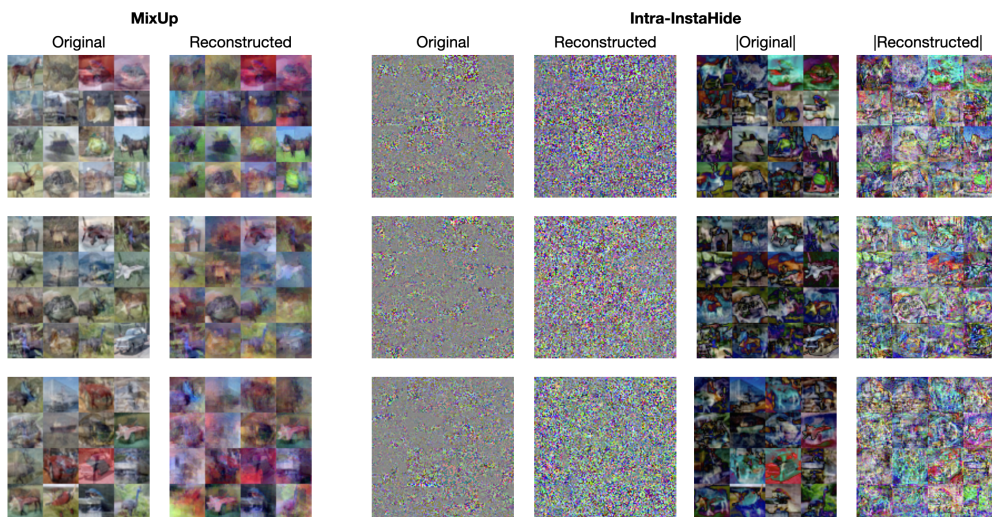 MixUp
Intra-InstaHide
Original
Reconstructed
Original
Reconstructed
|Original|
|Reconstructed|